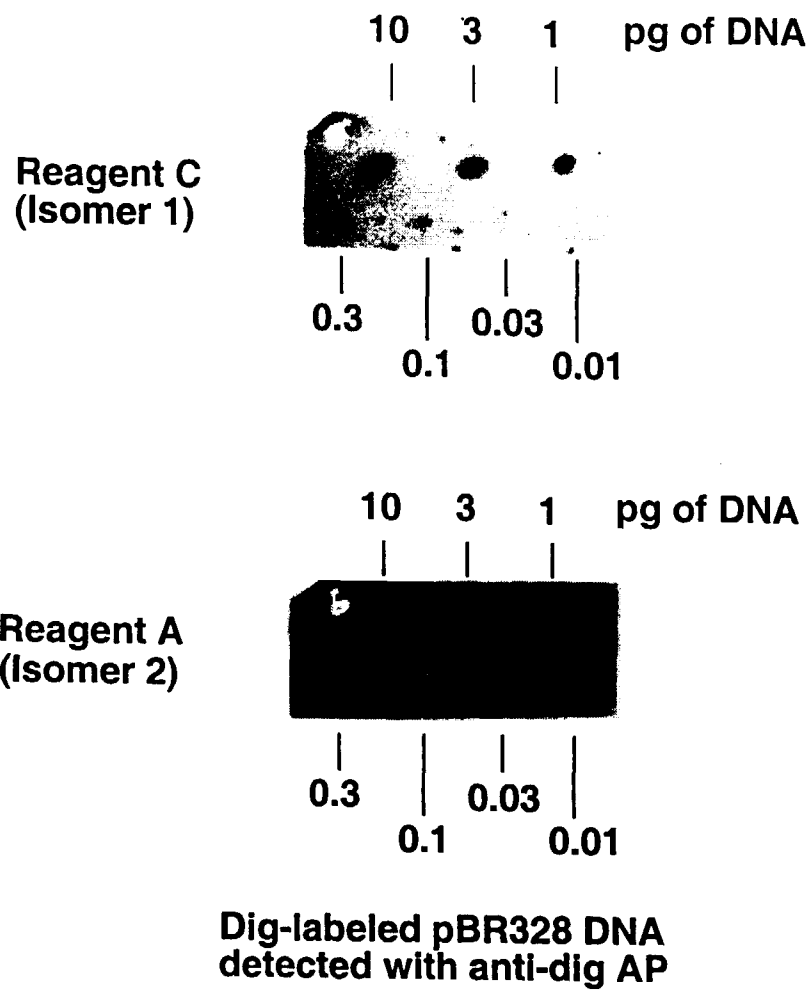 10 3 1 pg of DNA
Reagent C
(Isomer 1)
0.3 0.03
0.1 0.01
10 3 1 pg of DNA
Reagent A
(Isomer 2)
0.3 0.03
0.1 0.01
Dig-labeled pBR328 DNA
detected with anti-dig AP